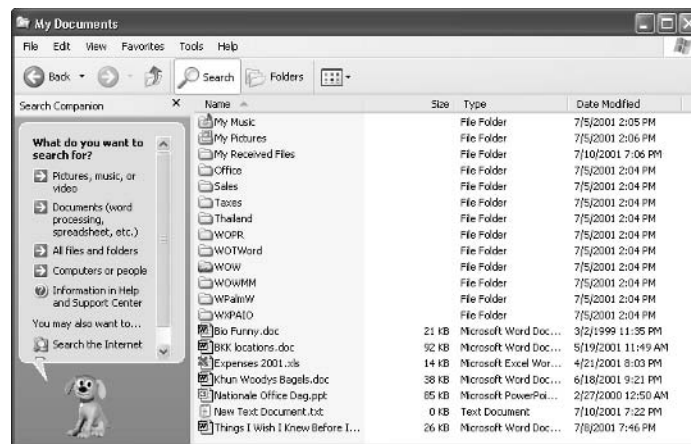 My Documents
File Edit View Favorites Tools Help
Back Search Folders
Search Companion
What do you want to
search for?
Pictures, music, or
video
Documents (word
processing,
spreadsheet, etc.)
All files and folders
Computers or people
Information in Help
and Support Center
You may also want to...
Search the Internet
Name Size Type Date Modified
My Music File Folder 7/5/2001 2:05 PM
My Pictures File Folder 7/5/2001 2:06 PM
My Received Files File Folder 7/10/2001 7:06 PM
Office File Folder 7/5/2001 2:04 PM
Sales File Folder 7/5/2001 2:04 PM
Taxes File Folder 7/5/2001 2:04 PM
Thailand File Folder 7/5/2001 2:04 PM
WOPR File Folder 7/5/2001 2:04 PM
WOTWord File Folder 7/5/2001 2:04 PM
WOW File Folder 7/5/2001 2:04 PM
WOWMM File Folder 7/5/2001 2:04 PM
WPalmW File Folder 7/5/2001 2:04 PM
WXPAIO File Folder 7/5/2001 2:04 PM
Bio Funny.doc 21 KB Microsoft Word Doc... 3/2/1999 11:35 PM
BKK locations.doc 92 KB Microsoft Word Doc... 5/19/2001 11:49 AM
Expenses 2001.xls 14 KB Microsoft Excel Wor... 4/21/2001 8:03 PM
Khun Woodys Bagels.doc 38 KB Microsoft Word Doc... 6/18/2001 9:21 PM
Nationale Office Dag.ppt 85 KB Microsoft PowerPoi... 2/27/2000 12:50 AM
New Text Document.txt 0 KB Text Document 7/10/2001 7:22 PM
Things I Wish I Knew Before I... 26 KB Microsoft Word Doc... 7/8/2001 7:46 PM